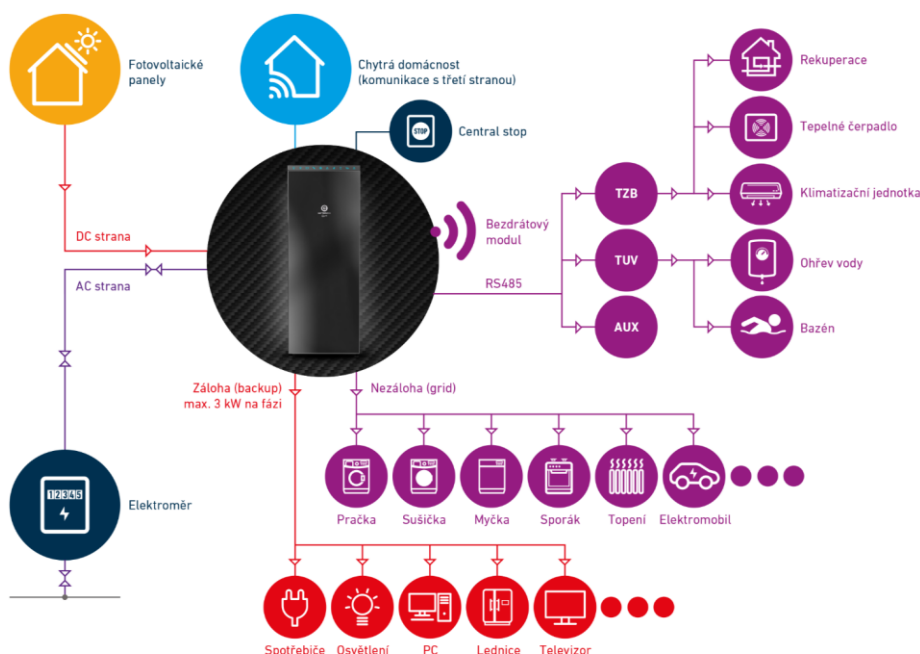 Fotovoltaické
panely
Chytrá domácnost
(komunikace s třetí stranou)
STOP
Central stop
Rekuperace
Tepelné čerpadlo
TZB
Klimatizační jednotka
Bezdrátový
modul
DC strana
TUV
Ohřev vody
AC strana
RS485
AUX
Bazén
Záloha (backup)
max. 3 kW na fázi
Nezáloha (grid)
12345
Elektroměr
Pračka
Sušička
Myčka
Sporák
Topení
Elektromobil
Spotřebiče
Osvětlení
PC
Lednice
Televizor